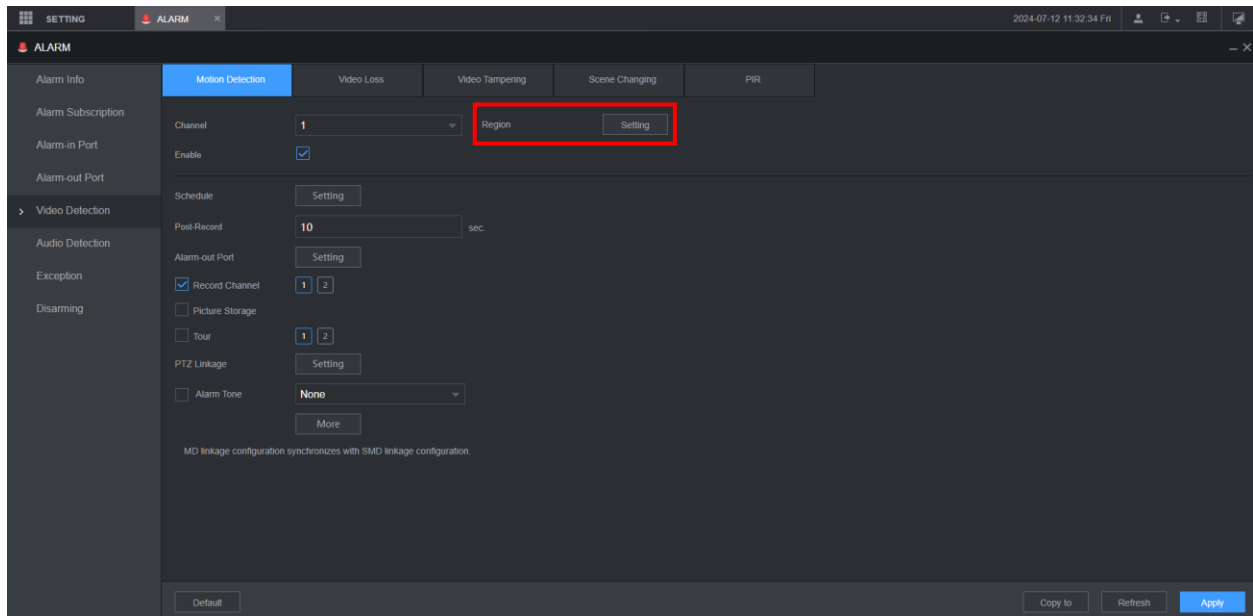 SETTING ALARM × 2024-07-12 11:32:34 Fri
ALARM
Alarm Info Motion Detection Video Loss Video Tampering Scene Changing PIR
Alarm Subscription
Channel 1 Region Setting
Alarm-in Port
Enable
Alarm-out Port
Schedule Setting
> Video Detection
Post-Record 10 sec.
Audio Detection
Alarm-out Port Setting
Exception
Record Channel 1 2
Disarming
Picture Storage
Tour 1 2
PTZ Linkage Setting
Alarm Tone None
More
MD linkage configuration synchronizes with SMD linkage configuration.
Default Copy to Refresh Apply